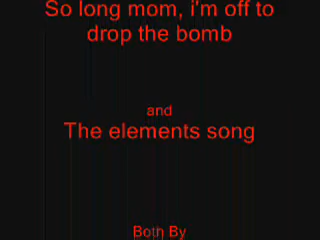 So long mom, i'm off to
drop the bomb
and
The elements song
Both By